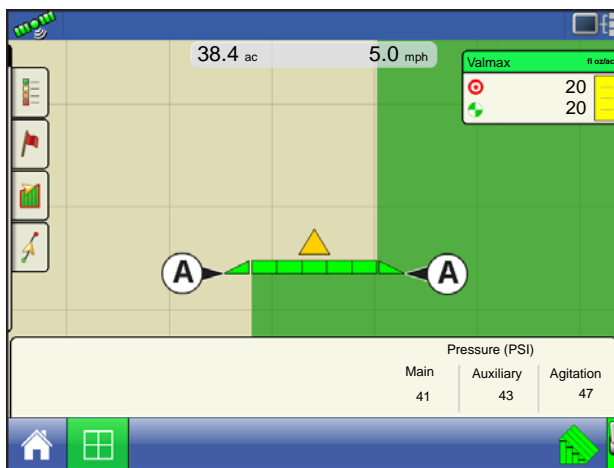 38.4 ac 5.0 mph
Valmax fl oz/ac
20
20
A A
Pressure (PSI)
Main Auxiliary Agitation
41 43 47